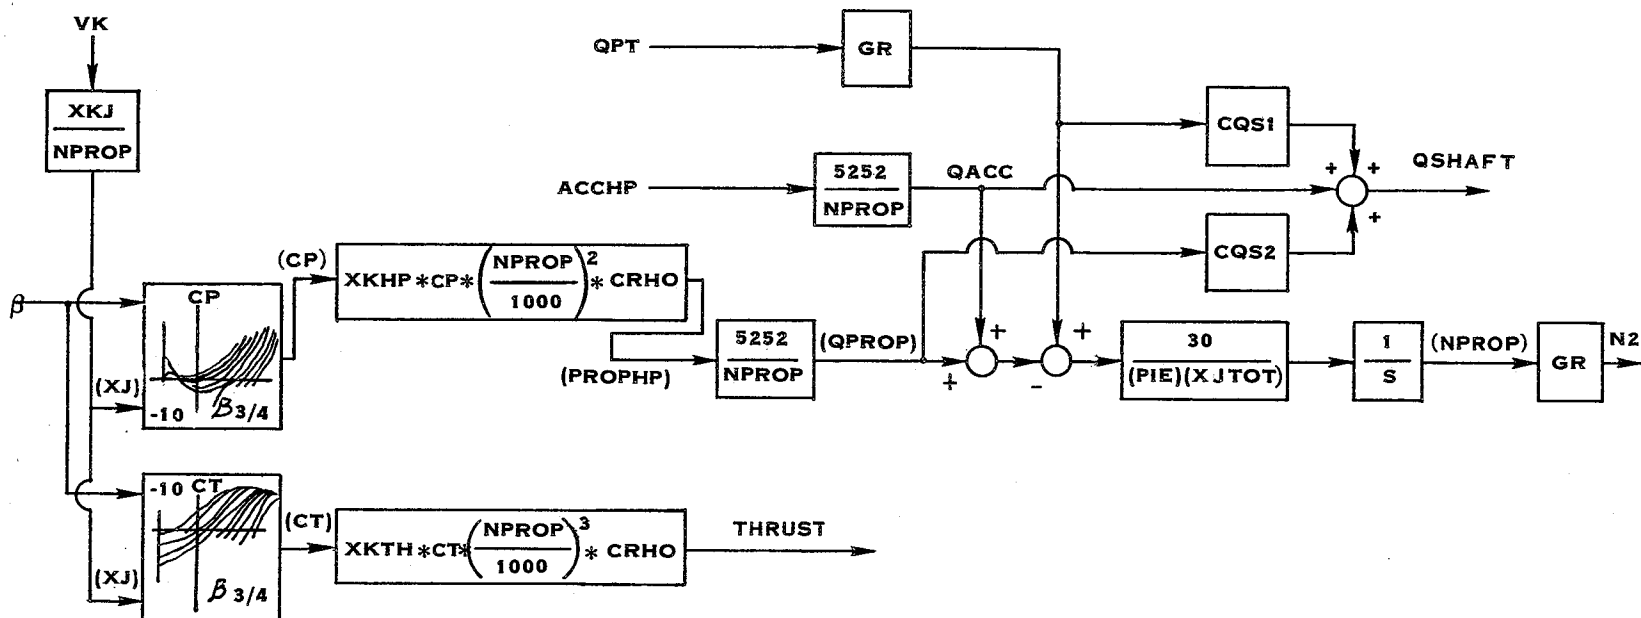 VK
XKJ
NPROP
QPT
GR
CQS1
ACCHP
5252
NPROP
QACC
+
+
QSHAFT
+
CQS2
β
CP
-10
β 3/4
(XJ)
(CP)
XKHP*CP*(NPROP/1000)2* CRHO
(PROPHP)
5252
NPROP
(QPROP)
+
+
+
-
30
(PIE)(XJTOT)
+
1
S
(NPROP)
GR
N2
-10 CT
β 3/4
(XJ)
(CT)
XKTH*CT*(NPROP/1000)3* CRHO
THRUST